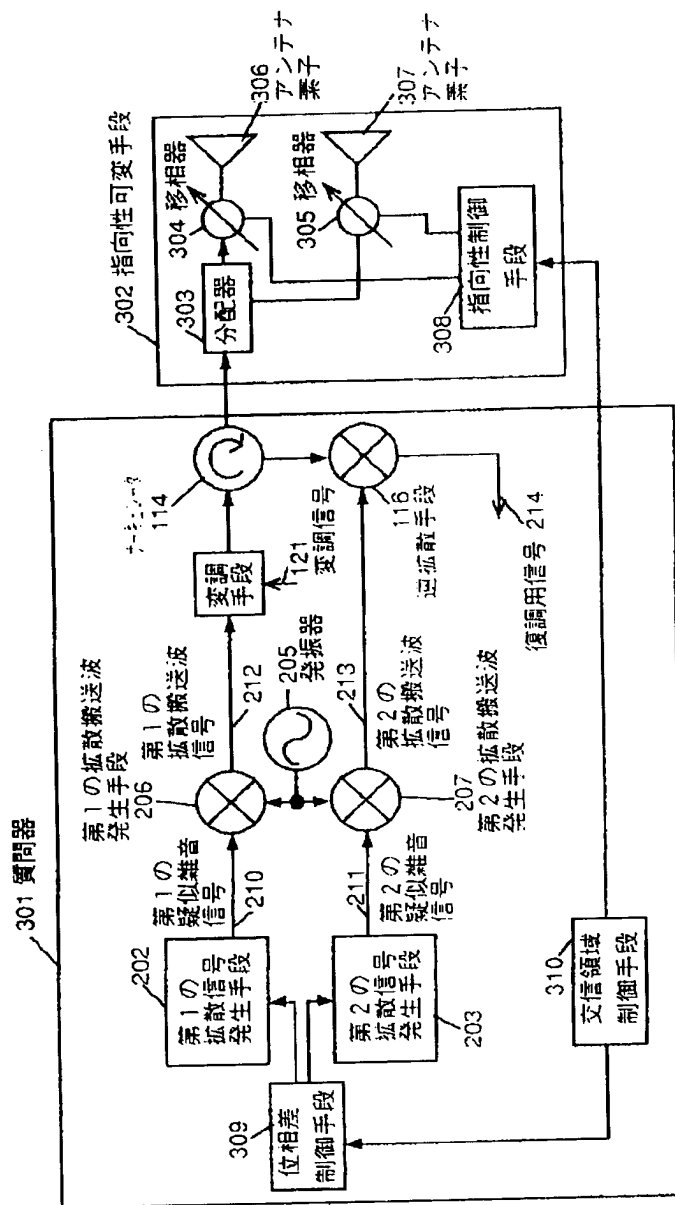 301 質問器
302 指向性可変手段
第1の拡散搬送波
発生手段
206
第1の
拡散搬送波
信号
212
変調
手段
121
変調信号
サーキュレータ
114
303
分配器
304 移相器
306
アンテナ
素子
202
第1の
拡散信号
発生手段
第1の
疑似雑音
信号
210
205
発振器
305 移相器
307
アンテナ
素子
309
位相差
制御手段
第2の
拡散信号
発生手段
203
211
第2の
疑似雑音
信号
207
第2の拡散搬送波
発生手段
213
第2の
拡散搬送波
信号
116
逆拡散手段
214
復調用信号
308
指向性制御
手段
310
交信領域
制御手段